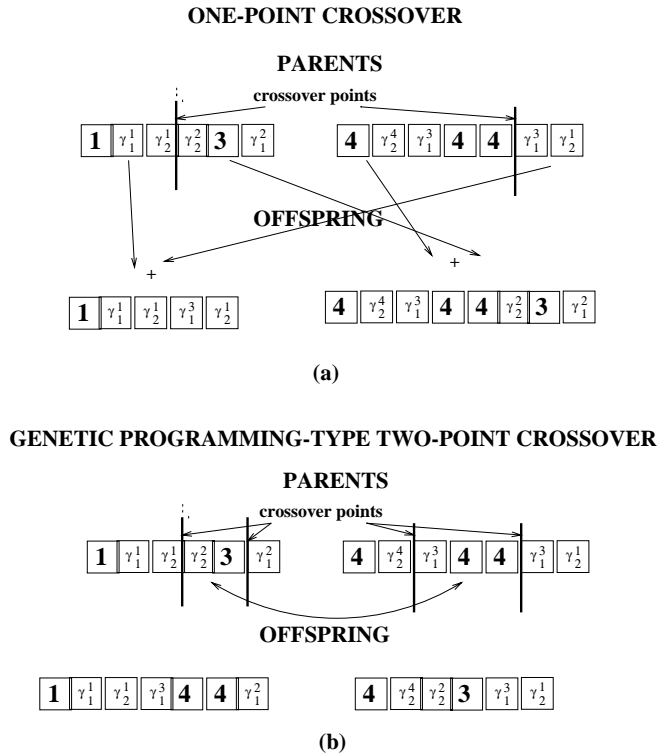 ONE-POINT CROSSOVER
PARENTS
crossover points
1 γ₁¹ γ₂¹ γ₂² 3 γ₁² 4 γ₂⁴ γ₁³ 4 4 γ₁³ γ₂¹
OFFSPRING
+ +
1 γ₁¹ γ₂¹ γ₁³ γ₂¹ 4 γ₂⁴ γ₁³ 4 4 γ₂² 3 γ₁²
(a)
GENETIC PROGRAMMING-TYPE TWO-POINT CROSSOVER
PARENTS
crossover points
1 γ₁¹ γ₂¹ γ₂² 3 γ₁² 4 γ₂⁴ γ₁³ 4 4 γ₁³ γ₂¹
OFFSPRING
1 γ₁¹ γ₂¹ γ₁³ 4 4 γ₁² 4 γ₂⁴ γ₂² 3 γ₁³ γ₂¹
(b)